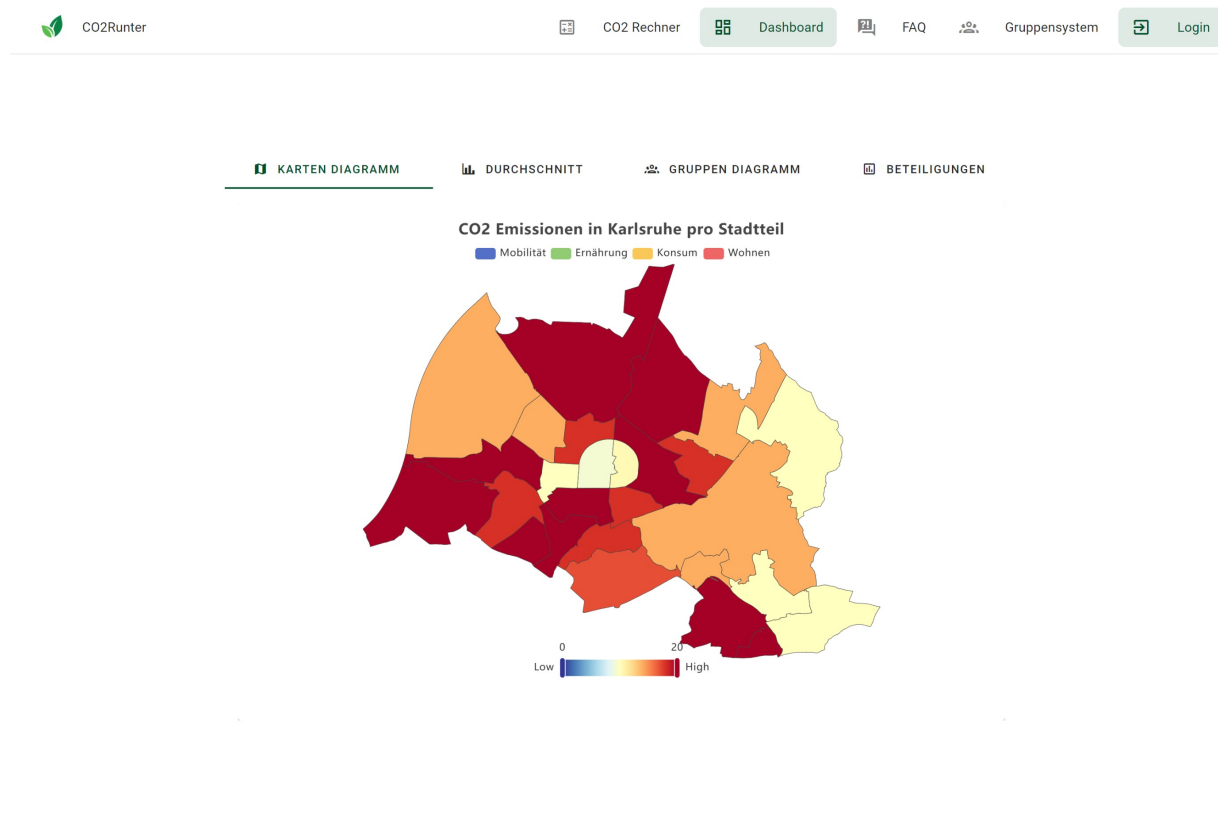 CO2Runter CO2 Rechner Dashboard FAQ Gruppensystem Login
KARTEN DIAGRAMM DURCHSCHNITT GRUPPEN DIAGRAMM BETEILIGUNGEN
CO2 Emissionen in Karlsruhe pro Stadtteil
Mobilität Ernährung Konsum Wohnen
0 20
Low High